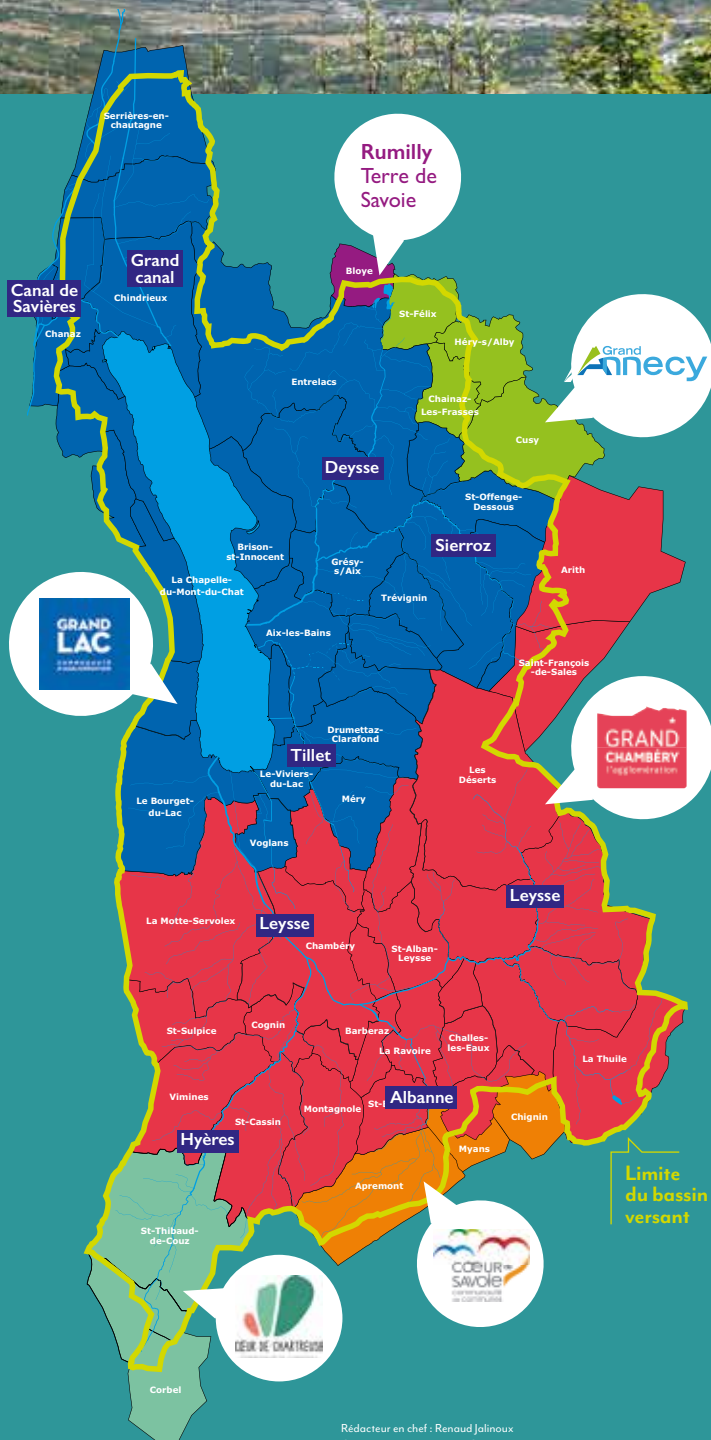 Serrières-en-
chautagne
Rumilly
Terre de
Savoie
Grand
canal
Bloye
Canal de
Savières
Chindrieux
St-Félix
Chanaz
Héry-s/Alby
Grand
Annecy
Entrelacs
Chainaz-
Les-Frasses
Cusy
Deysse
St-Offenge-
Dessous
Sierroz
Brison-
st-Innocent
Grésy-
s/Aix
Arith
La Chapelle-
du-Mont-du-Chat
Trévignin
GRAND
LAC
Aix-les-Bains
Saint-François
-de-Sales
Drumettaz-
Clarafond
GRAND
CHAMBÉRY
l'agglomération
Tillet
Les
Déserts
Le-Viviers-
du-Lac
Le Bourget-
du-Lac
Méry
Voglans
Leysse
La Motte-Servolex
Leysse
Chambéry
St-Alban-
Leysse
St-Sulpice
Cognin
Barberaz
La Ravoire
Challes-
les-Eaux
La Thuile
Vimines
Montagnole
St-
Albanne
St-Cassin
Chignin
Hyères
Myans
Apremont
Limite
du bassin
versant
St-Thibaud-
de-Couz
CŒUR DE
SAVOIE
CŒUR DE CHARTREUSE
Corbel
Rédacteur en chef : Renaud Jalinoux